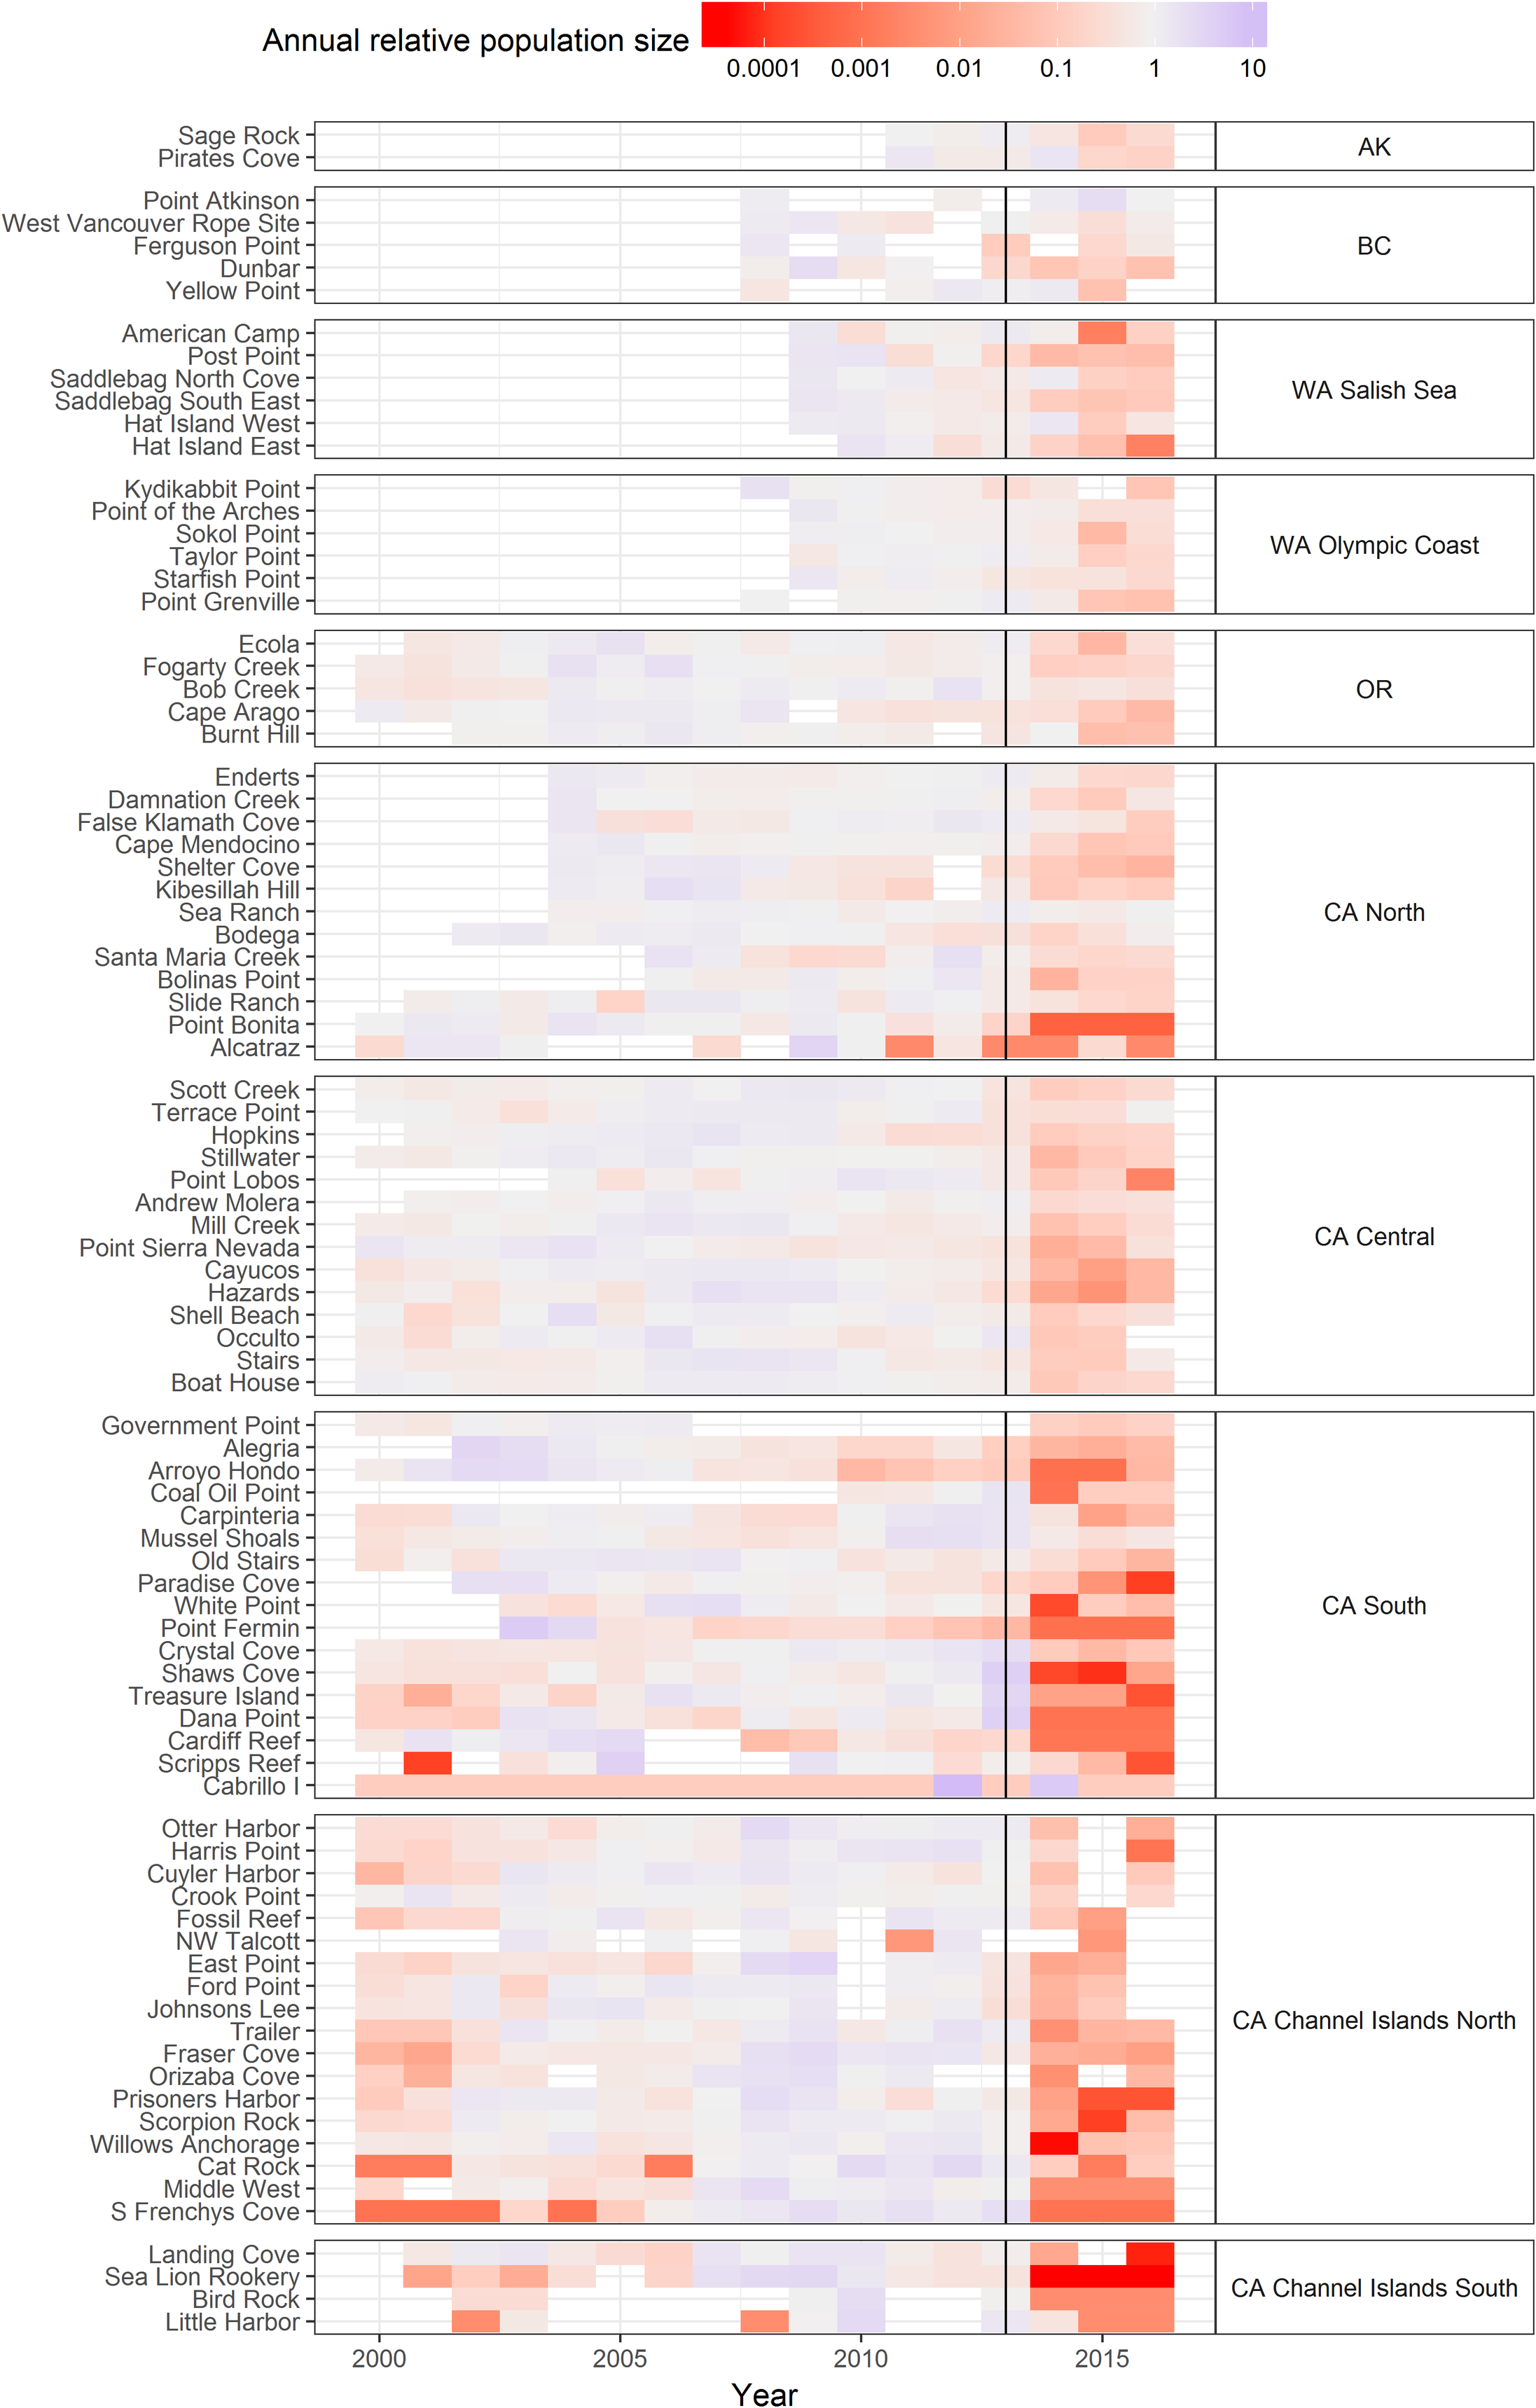 Annual relative population size
0.0001 0.001 0.01 0.1 1 10
Sage Rock
Pirates Cove
AK
Point Atkinson
West Vancouver Rope Site
Ferguson Point
Dunbar
Yellow Point
BC
American Camp
Post Point
Saddlebag North Cove
Saddlebag South East
Hat Island West
Hat Island East
WA Salish Sea
Kydikabbit Point
Point of the Arches
Sokol Point
Taylor Point
Starfish Point
Point Grenville
WA Olympic Coast
Ecola
Fogarty Creek
Bob Creek
Cape Arago
Burnt Hill
OR
Enderts
Damnation Creek
False Klamath Cove
Cape Mendocino
Shelter Cove
Kibesillah Hill
Sea Ranch
Bodega
Santa Maria Creek
Bolinas Point
Slide Ranch
Point Bonita
Alcatraz
CA North
Scott Creek
Terrace Point
Hopkins
Stillwater
Point Lobos
Andrew Molera
Mill Creek
Point Sierra Nevada
Cayucos
Hazards
Shell Beach
Occulto
Stairs
Boat House
CA Central
Government Point
Alegria
Arroyo Hondo
Coal Oil Point
Carpinteria
Mussel Shoals
Old Stairs
Paradise Cove
White Point
Point Fermin
Crystal Cove
Shaws Cove
Treasure Island
Dana Point
Cardiff Reef
Scripps Reef
Cabrillo I
CA South
Otter Harbor
Harris Point
Cuyler Harbor
Crook Point
Fossil Reef
NW Talcott
East Point
Ford Point
Johnsons Lee
Trailer
Fraser Cove
Orizaba Cove
Prisoners Harbor
Scorpion Rock
Willows Anchorage
Cat Rock
Middle West
S Frenchys Cove
CA Channel Islands North
Landing Cove
Sea Lion Rookery
Bird Rock
Little Harbor
CA Channel Islands South
2000 2005 2010 2015
Year